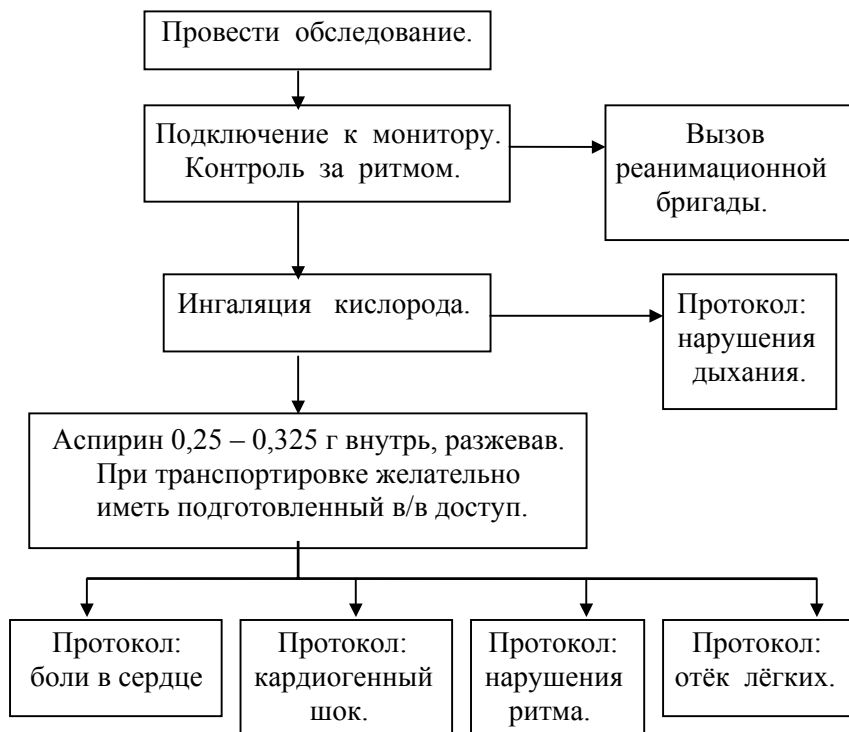 Провести обследование.
Подключение к монитору.
Контроль за ритмом.
Вызов
реанимационной
бригады.
Ингаляция кислорода.
Протокол:
нарушения
дыхания.
Аспирин 0,25 – 0,325 г внутрь, разжевав.
При транспортировке желательно
иметь подготовленный в/в доступ.
Протокол:
боли в сердце
Протокол:
кардиогенный
шок.
Протокол:
нарушения
ритма.
Протокол:
отёк лёгких.